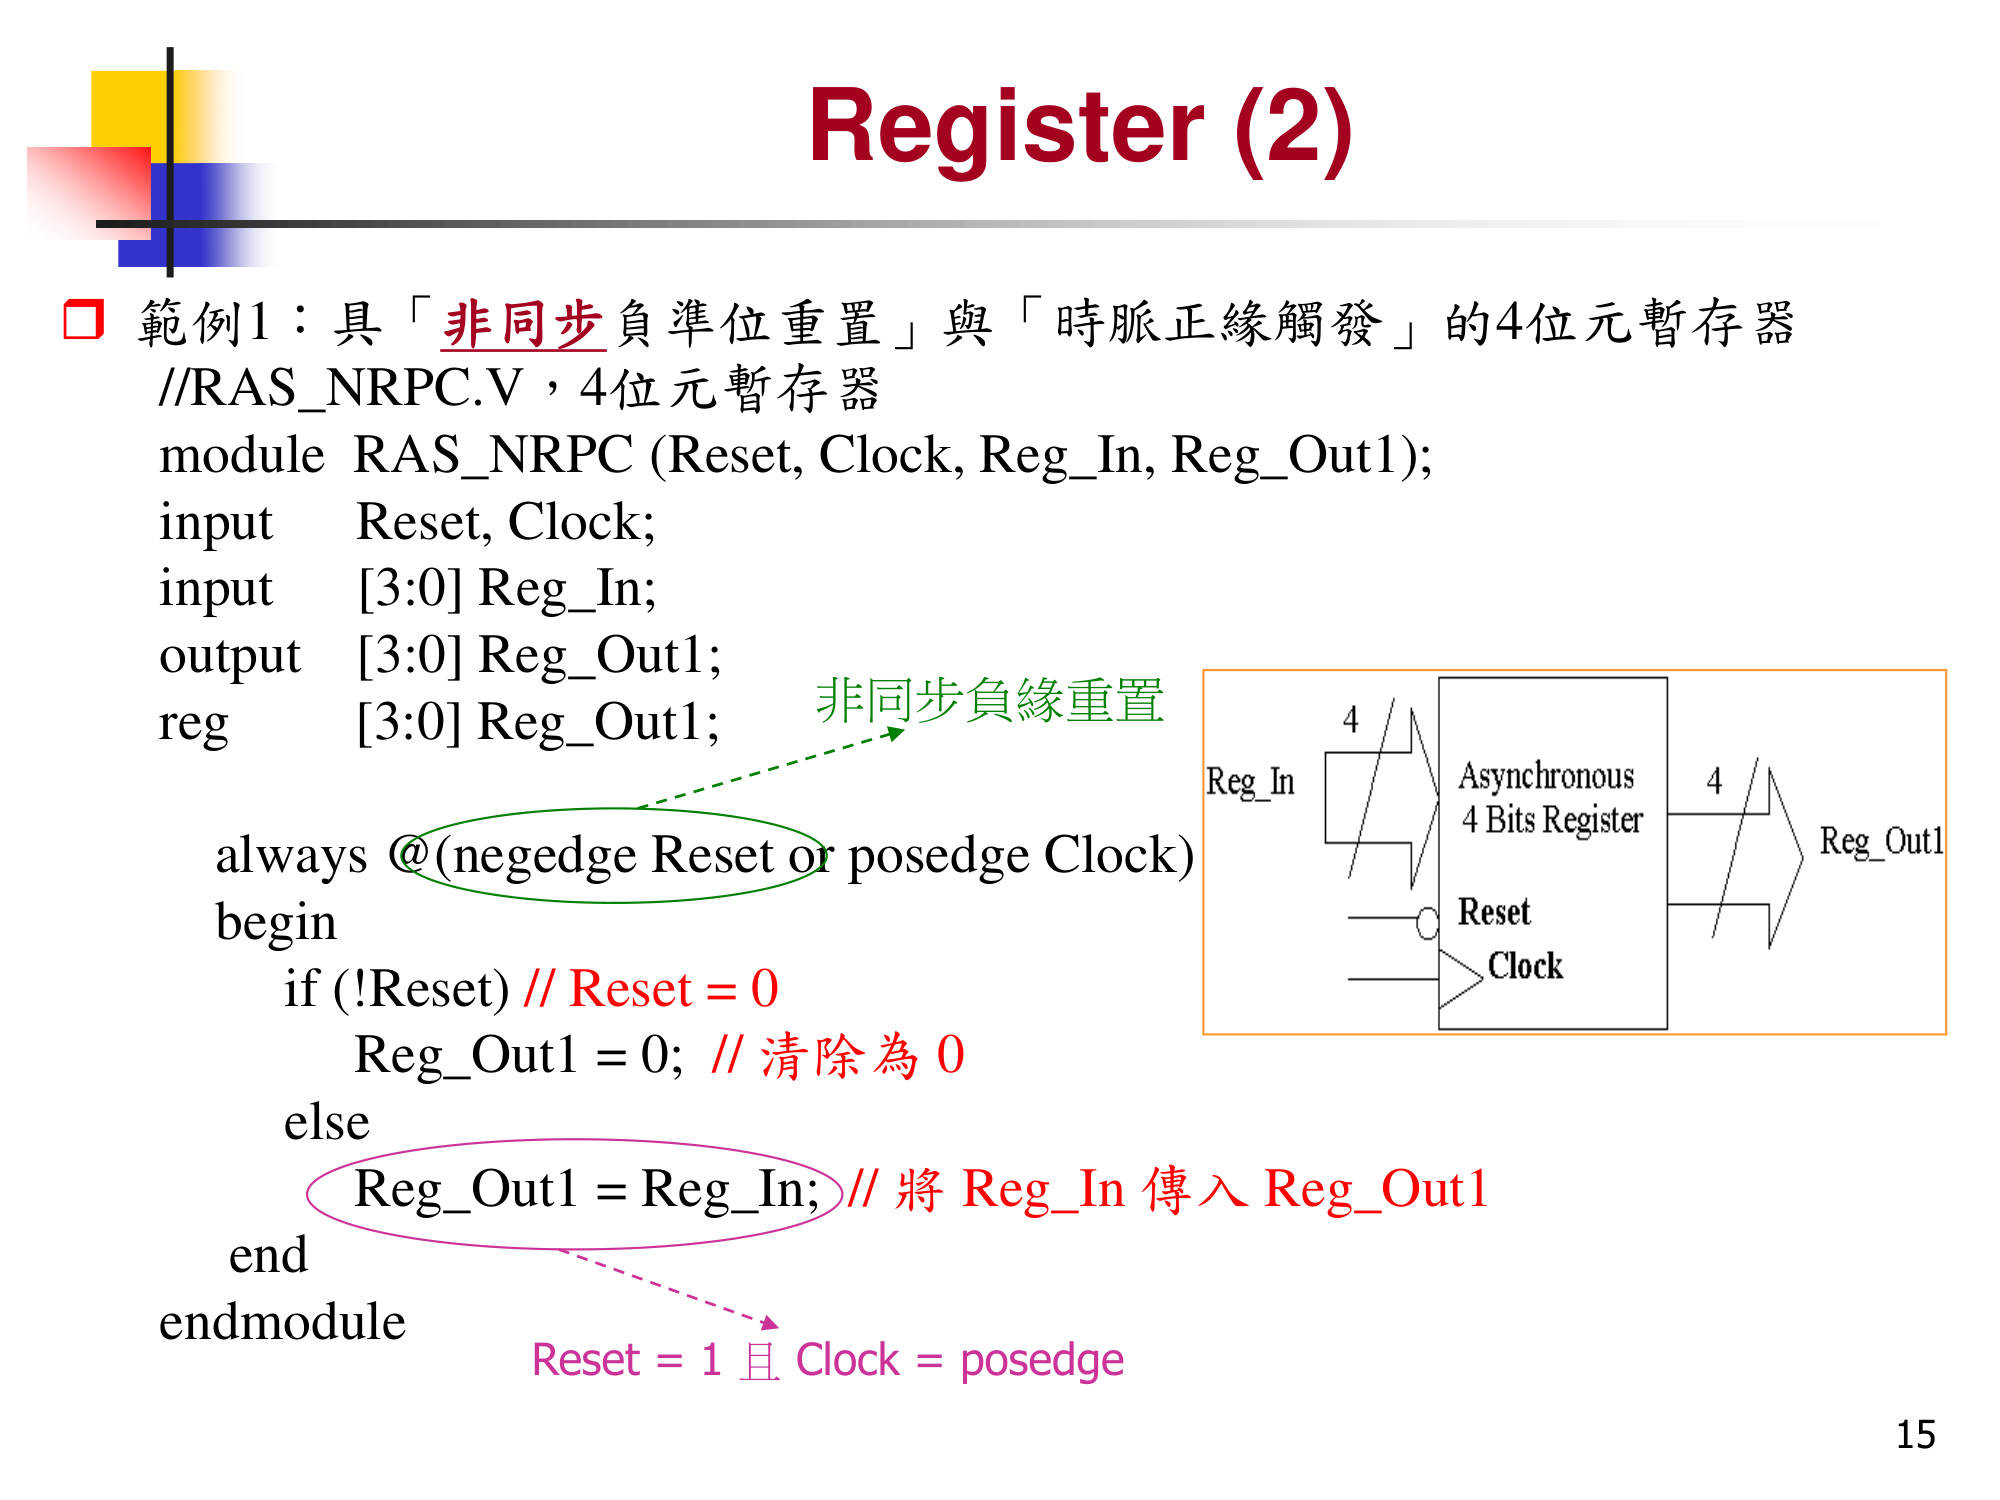 Register (2)
範例1：具「非同步負準位重置」與「時脈正緣觸發」的4位元暫存器
//RAS_NRPC.V，4位元暫存器
module RAS_NRPC (Reset, Clock, Reg_In, Reg_Out1);
input Reset, Clock;
input [3:0] Reg_In;
output [3:0] Reg_Out1;
reg [3:0] Reg_Out1;
非同步負緣重置
always @(negedge Reset or posedge Clock)
begin
if (!Reset) // Reset = 0
Reg_Out1 = 0; // 清除為 0
else
Reg_Out1 = Reg_In; // 將 Reg_In 傳入 Reg_Out1
end
endmodule
Reset = 1 且 Clock = posedge
4
Reg_In
Asynchronous
4 Bits Register
Reset
Clock
4
Reg_Out1
15